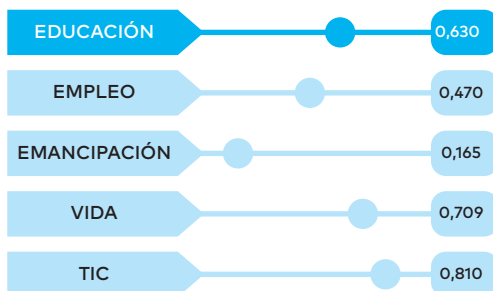 EDUCACIÓN 0,630
EMPLEO 0,470
EMANCIPACIÓN 0,165
VIDA 0,709
TIC 0,810